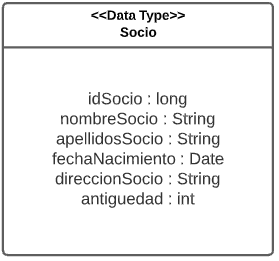 <<Data Type>>
Socio
idSocio : long
nombreSocio : String
apellidosSocio : String
fechaNacimiento : Date
direccionSocio : String
antiguedad : int